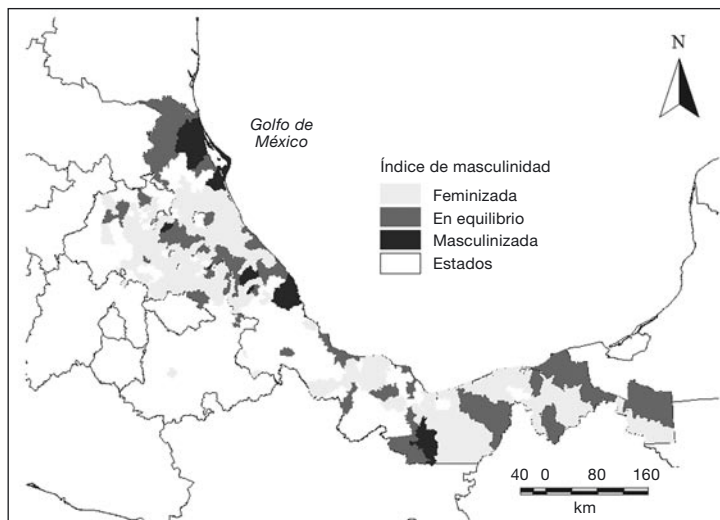 N
Golfo de
México
Índice de masculinidad
Feminizada
En equilibrio
Masculinizada
Estados
40 0 80 160
km